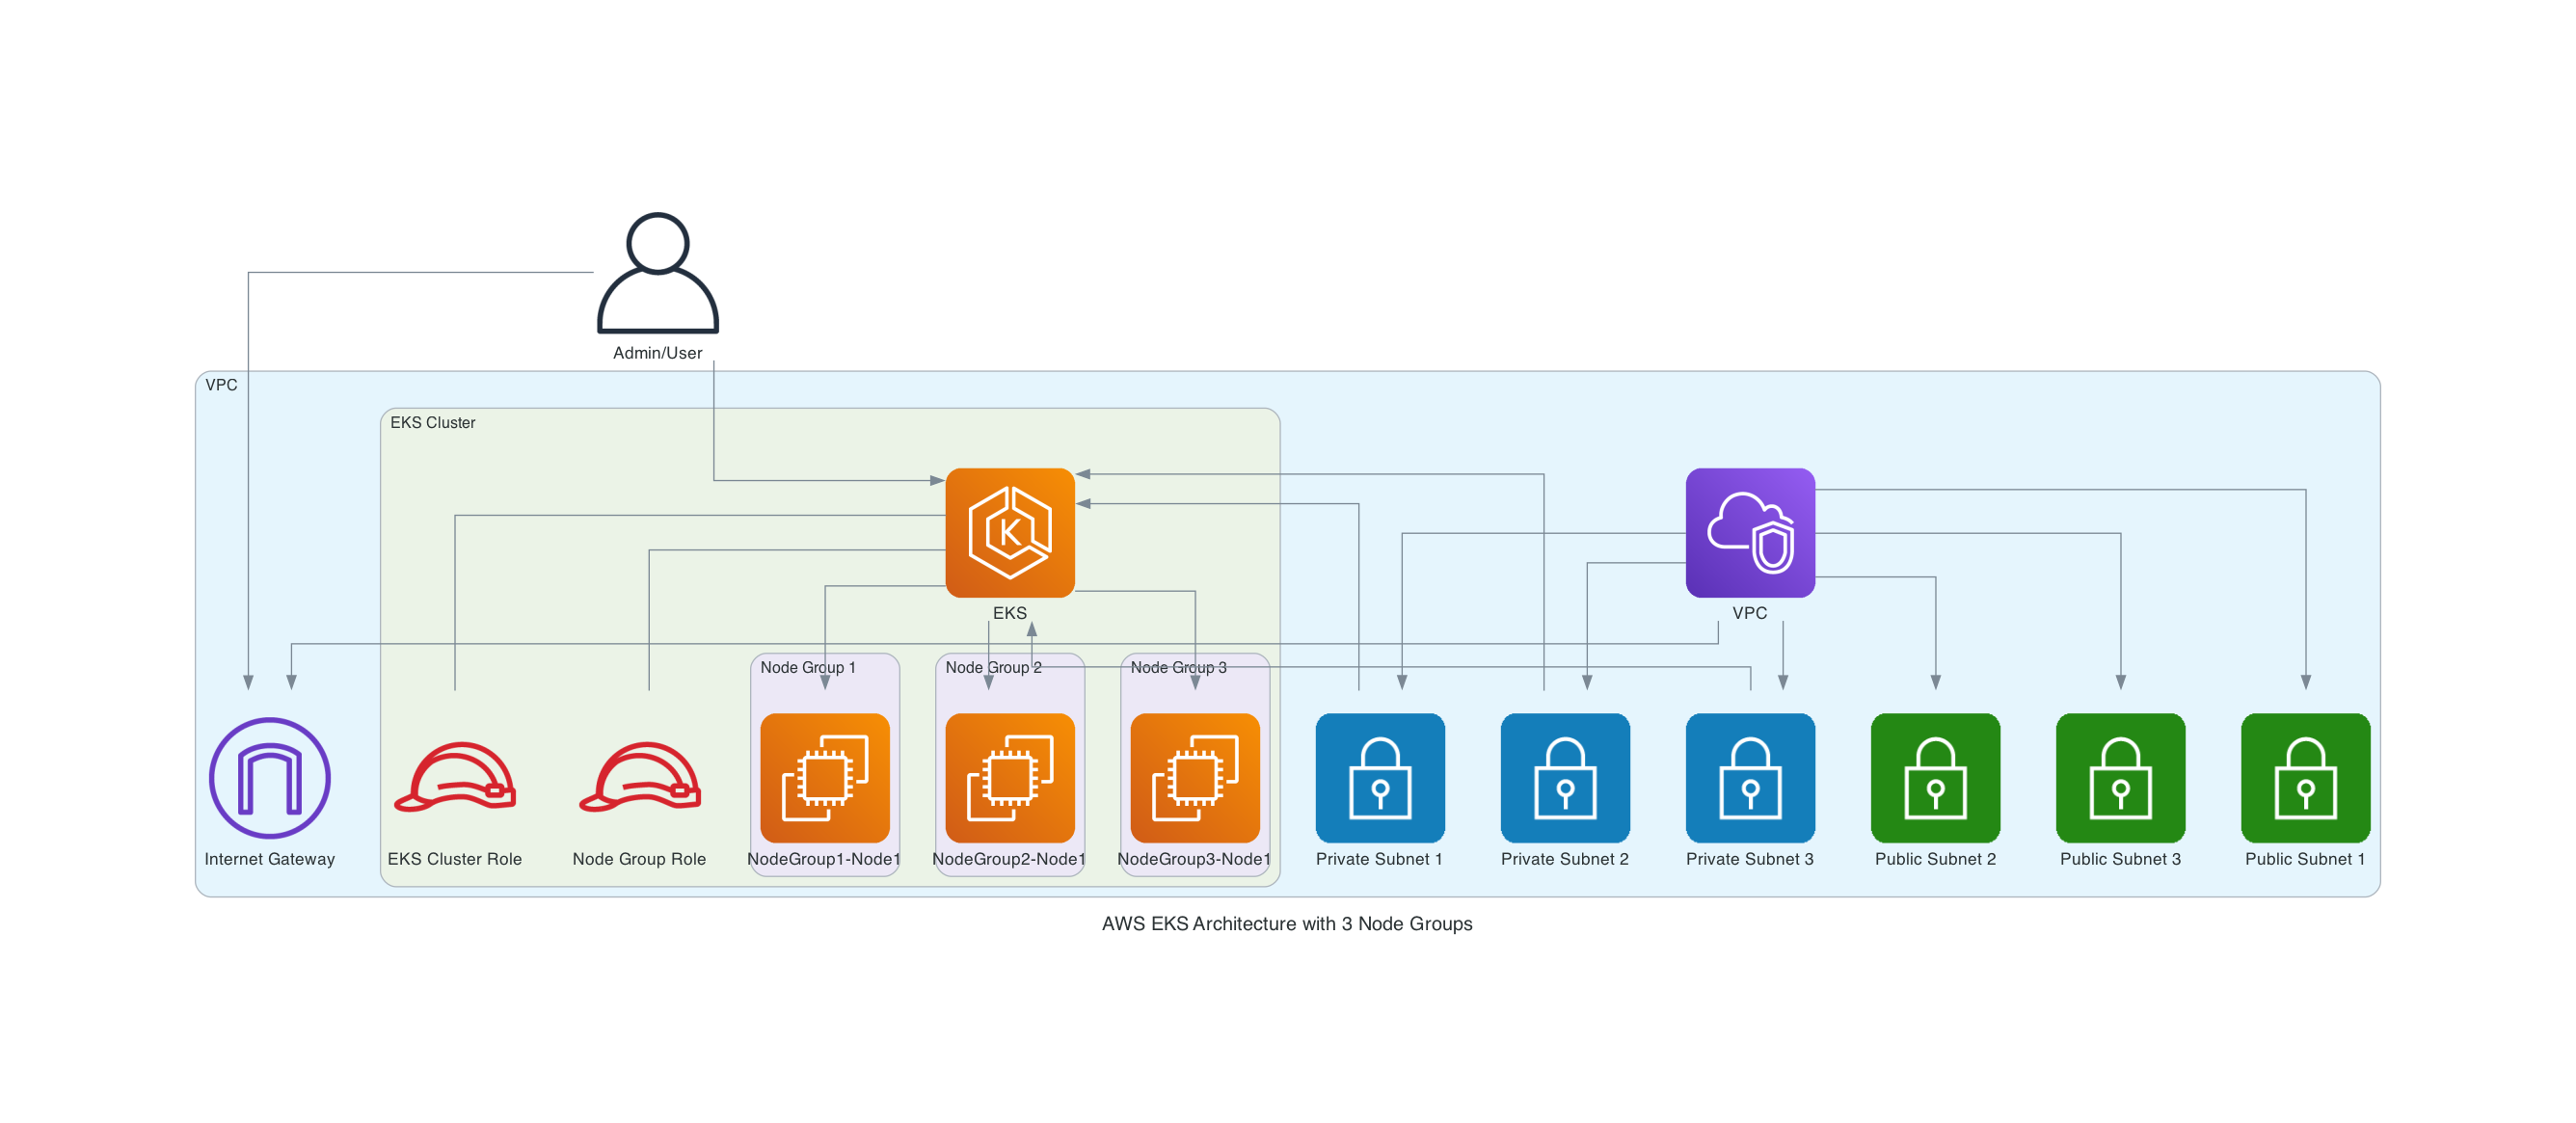 Admin/User
VPC
EKS Cluster
K
EKS
VPC
Node Group 1
Node Group 2
Node Group 3
Internet Gateway
EKS Cluster Role
Node Group Role
NodeGroup1-Node1
NodeGroup2-Node1
NodeGroup3-Node1
Private Subnet 1
Private Subnet 2
Private Subnet 3
Public Subnet 2
Public Subnet 3
Public Subnet 1
AWS EKS Architecture with 3 Node Groups